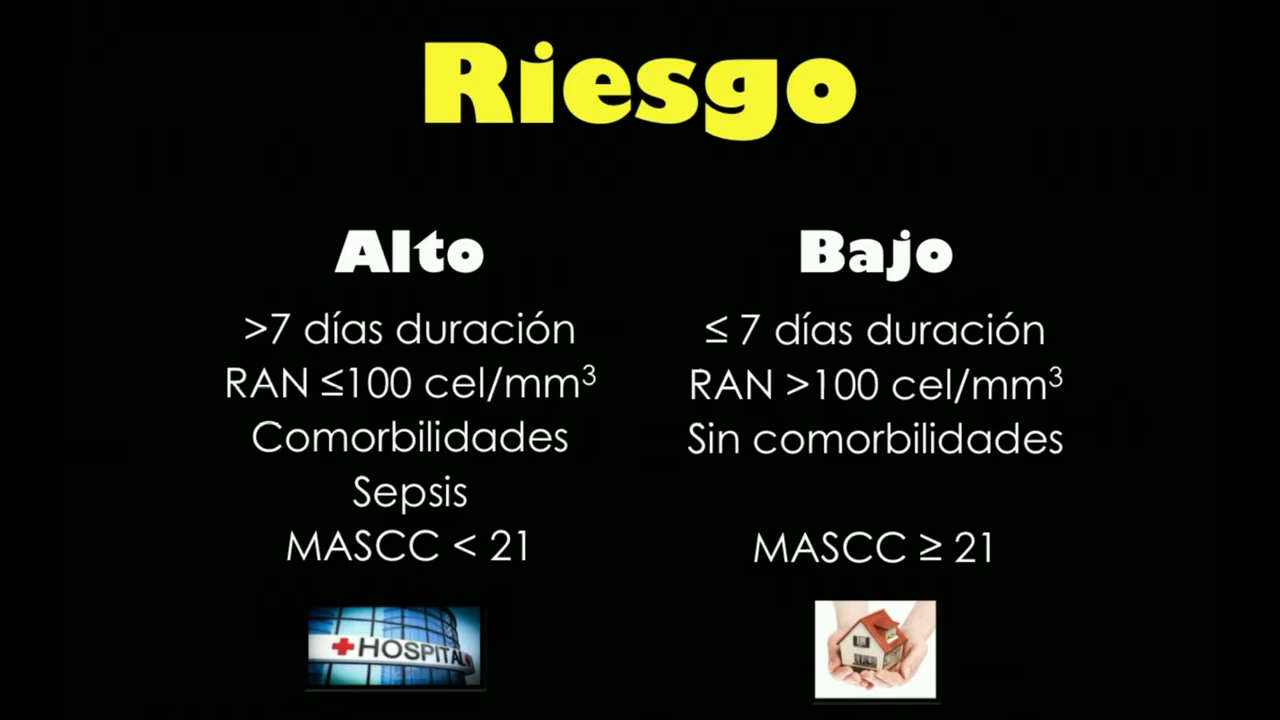 Riesgo
Alto
>7 días duración
RAN ≤100 cel/mm³
Comorbilidades
Sepsis
MASCC < 21
HOSPITAL
Bajo
≤ 7 días duración
RAN >100 cel/mm³
Sin comorbilidades
MASCC ≥ 21